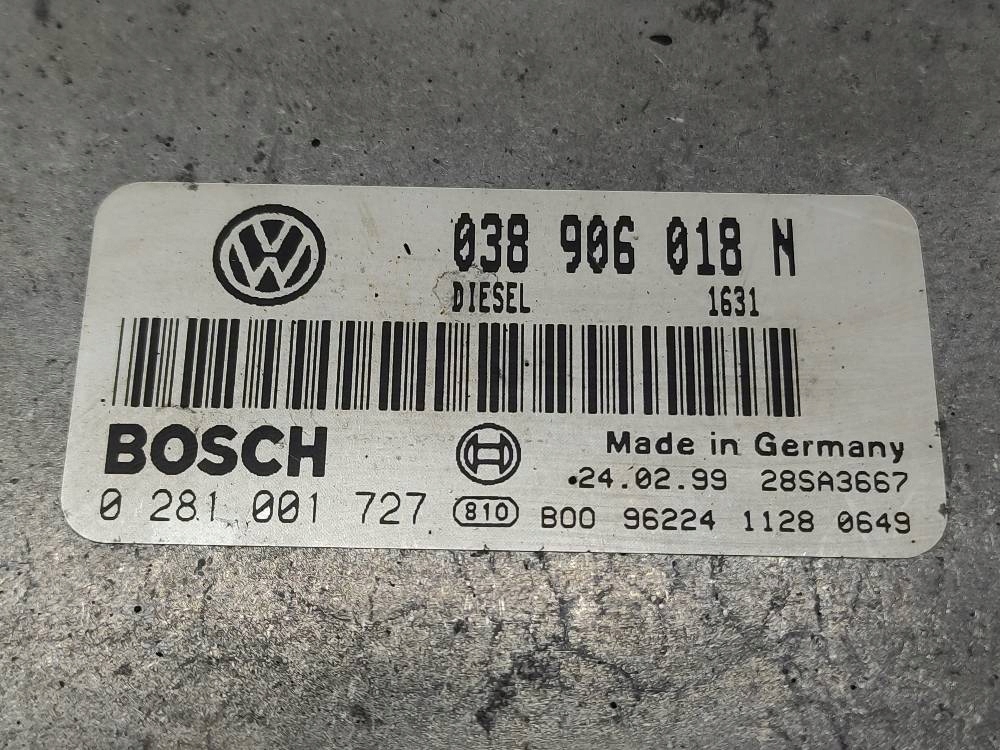 VW
038 906 018 N
DIESEL 1631
BOSCH
Made in Germany
24.02.99 28SA3667
0 281 001 727 810 B00 96224 1128 0649